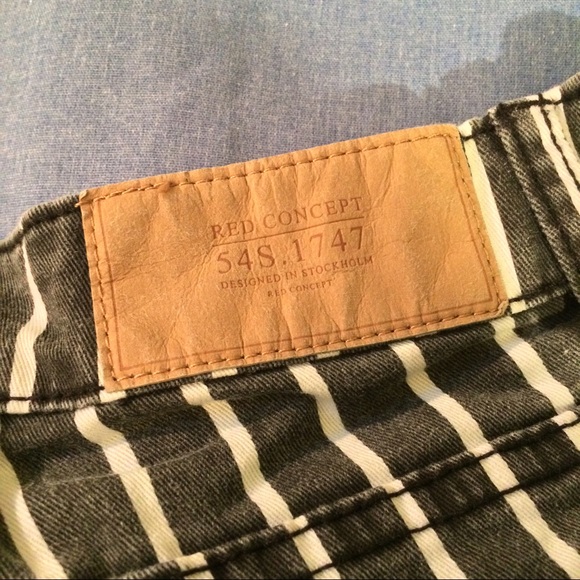 RED CONCEPT
54S.1747
DESIGNED IN STOCKHOLM
RED CONCEPT